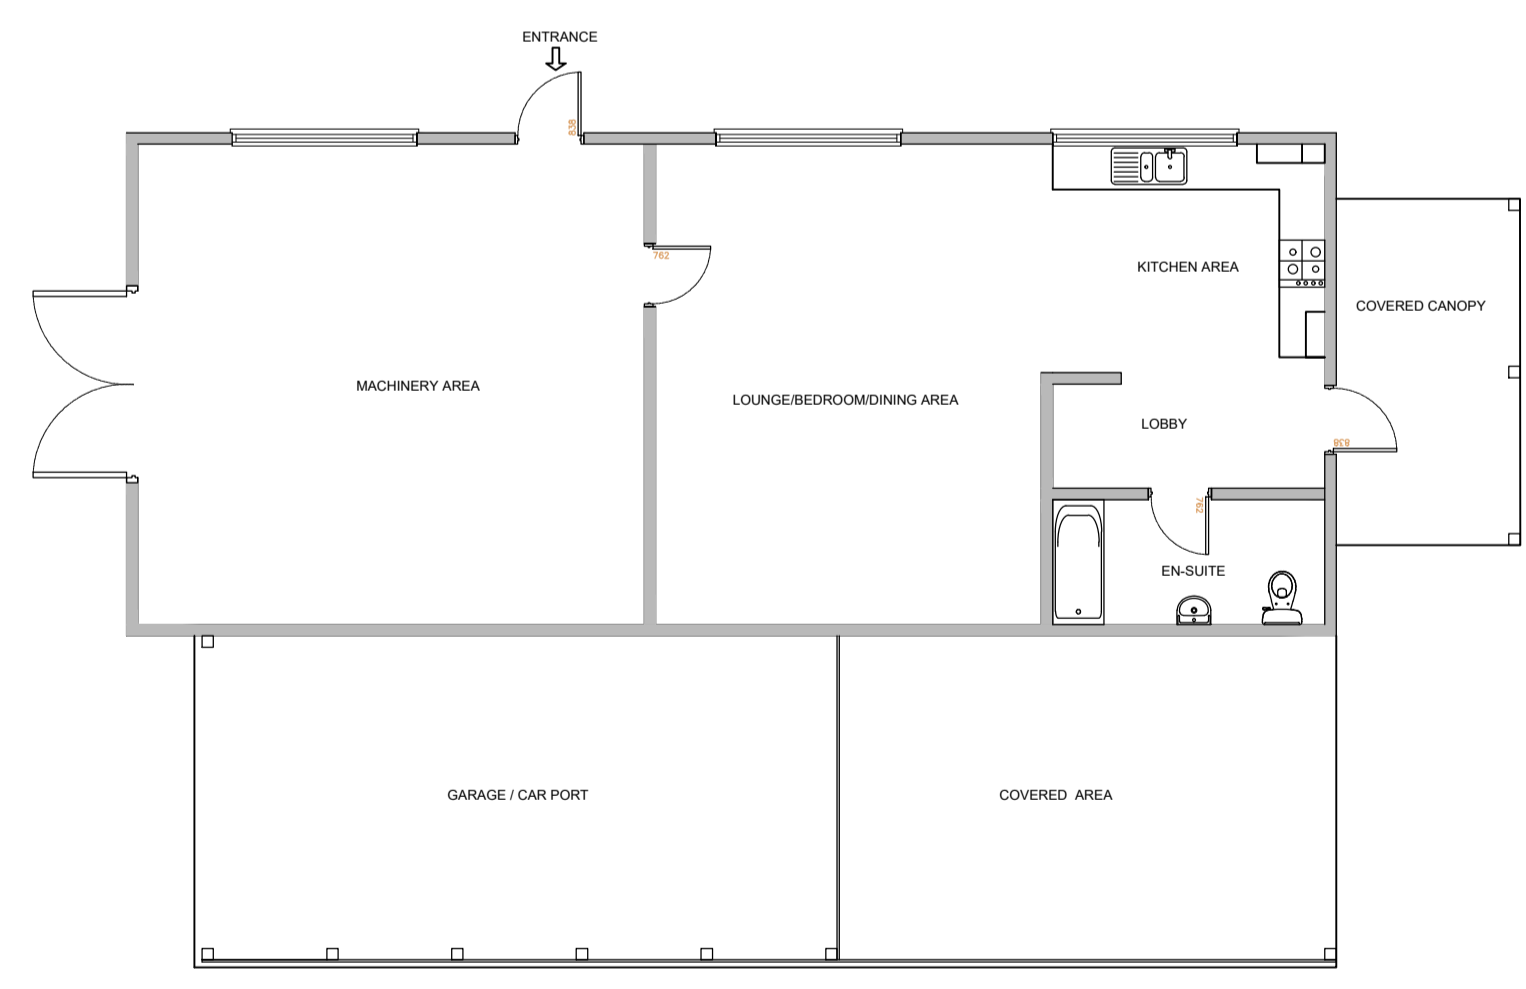 ENTRANCE
838
762
KITCHEN AREA
COVERED CANOPY
MACHINERY AREA
LOUNGE/BEDROOM/DINING AREA
LOBBY
838
762
EN-SUITE
GARAGE / CAR PORT
COVERED AREA